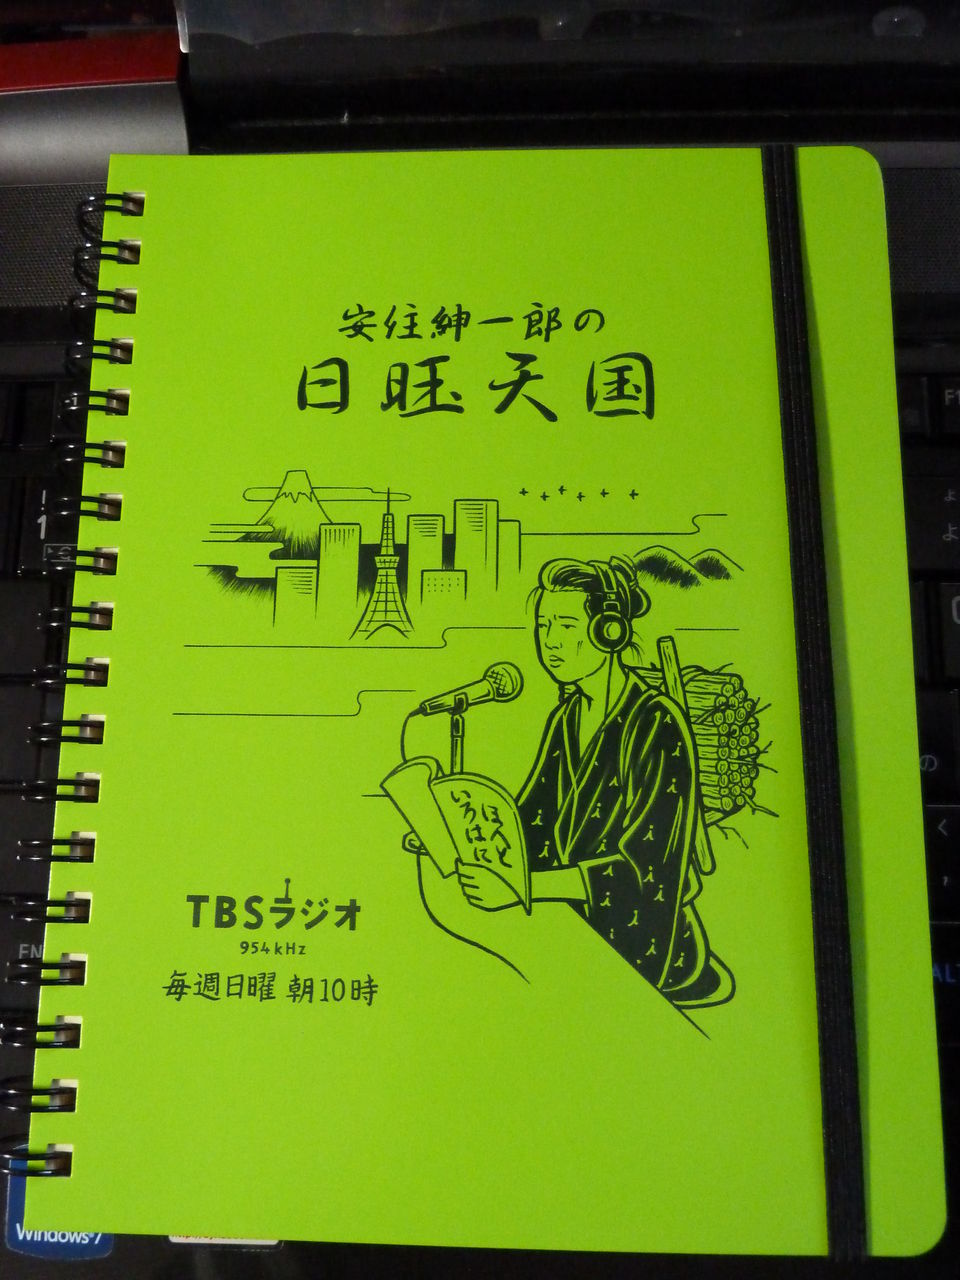 安住紳一郎の
日曜天国
いろはに
ほへと
TBSラジオ
954kHz
毎週日曜 朝10時
Windows 7